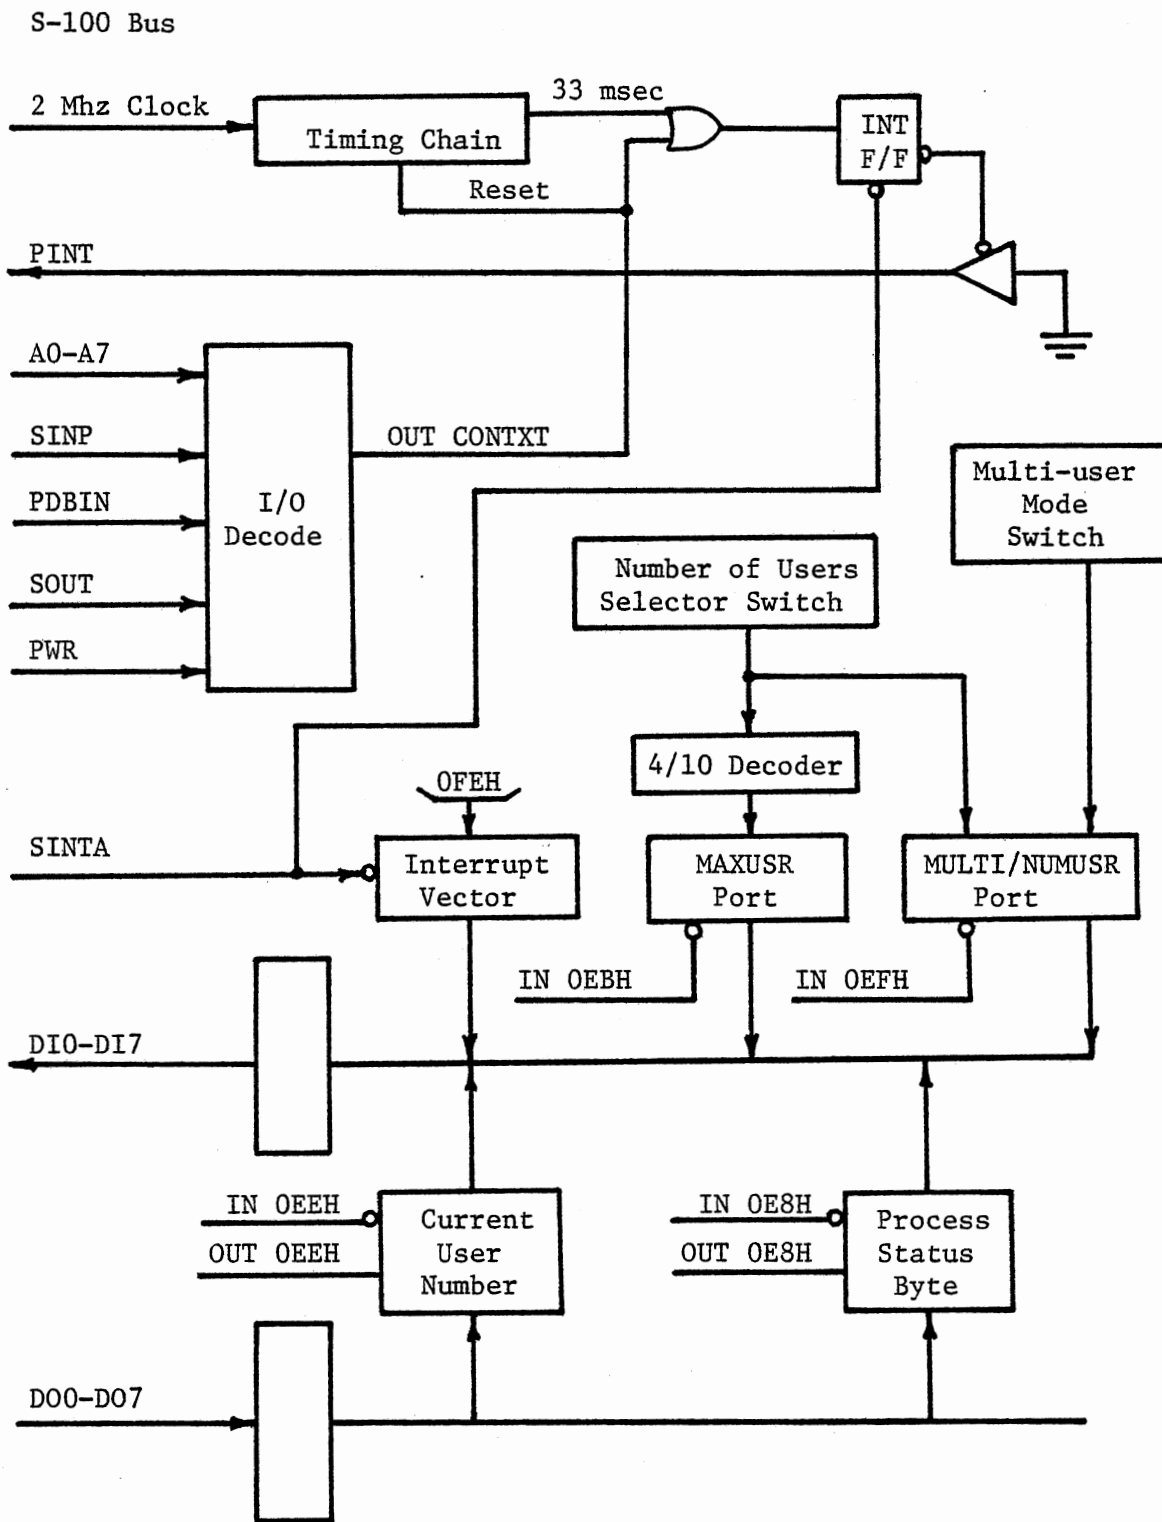 S-100 Bus
2 Mhz Clock
Timing Chain
33 msec
INT
F/F
Reset
PINT
A0-A7
SINP
PDBIN
SOUT
PWR
I/O
Decode
OUT CONTXT
Multi-user
Mode
Switch
Number of Users
Selector Switch
4/10 Decoder
OFEH
SINTA
Interrupt
Vector
MAXUSR
Port
MULTI/NUMUSR
Port
IN OEBH
IN OEFH
DI0-DI7
IN OEEH
OUT OEEH
Current
User
Number
IN OE8H
OUT OE8H
Process
Status
Byte
DO0-DO7